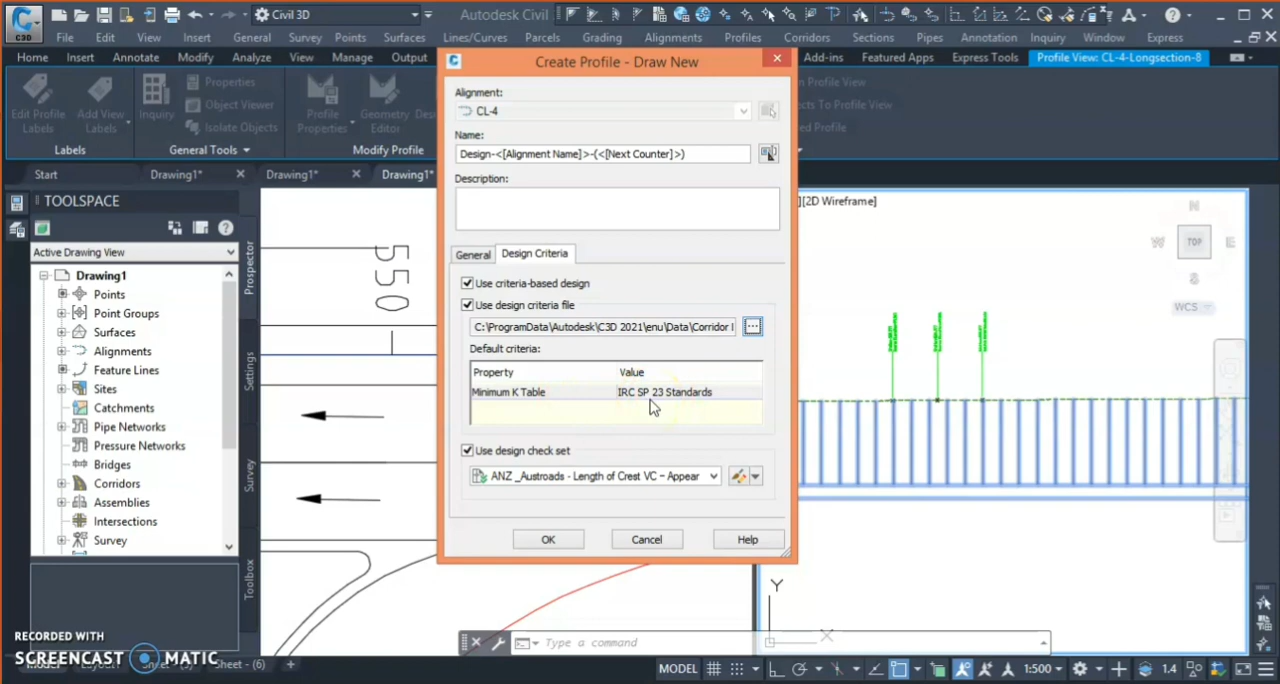 Civil 3D
Autodesk Civil
C3D
File Edit View Insert General Survey Points Surfaces Lines/Curves Parcels Grading Alignments Profiles Corridors Sections Pipes Annotation Inquiry Window Express
Home Insert Annotate Modify Analyze View Manage Output
Add-ins Featured Apps Express Tools Profile View: CL-4-Longsection-8
Edit Profile Labels
Add View Labels
Labels
Inquiry
Properties
Object Viewer
Isolate Objects
General Tools
Profile Properties
Geometry Editor
Modify Profile
Start
Drawing1*
Drawing1*
Drawing1*
TOOLSPACE
Active Drawing View
Drawing1
Points
Point Groups
Surfaces
Alignments
Feature Lines
Sites
Catchments
Pipe Networks
Pressure Networks
Bridges
Corridors
Assemblies
Intersections
Survey
Prospector
Settings
Survey
Toolbox
550
Create Profile - Draw New
Alignment:
CL-4
Name:
Design-<[Alignment Name]>-(<[Next Counter]>)
Description:
General
Design Criteria
Use criteria-based design
Use design criteria file
C:\ProgramData\Autodesk\C3D 2021\enu\Data\Corridor
Default criteria:
Property Value
Minimum K Table IRC SP 23 Standards
Use design check set
ANZ _Austroads - Length of Crest VC - Appear
OK Cancel Help
][2D Wireframe]
N
W
TOP
E
S
WCS
Y
X
Type a command
RECORDED WITH
SCREENCAST MATIC
Sheet - (6)
MODEL
1:500
1.4